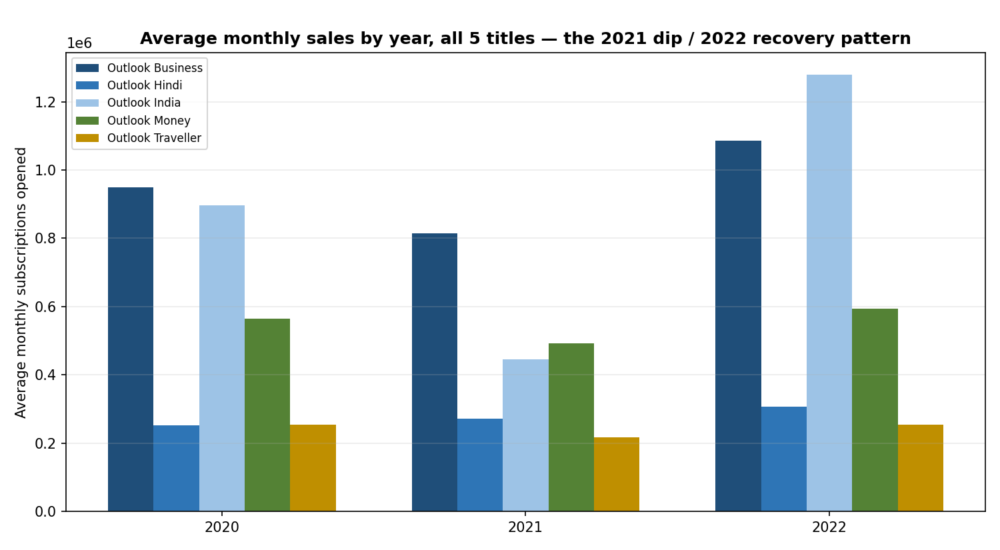 Average monthly sales by year, all 5 titles — the 2021 dip / 2022 recovery pattern
1e6
Outlook Business
Outlook Hindi
Outlook India
Outlook Money
Outlook Traveller
Average monthly subscriptions opened
1.2
1.0
0.8
0.6
0.4
0.2
0.0
2020
2021
2022